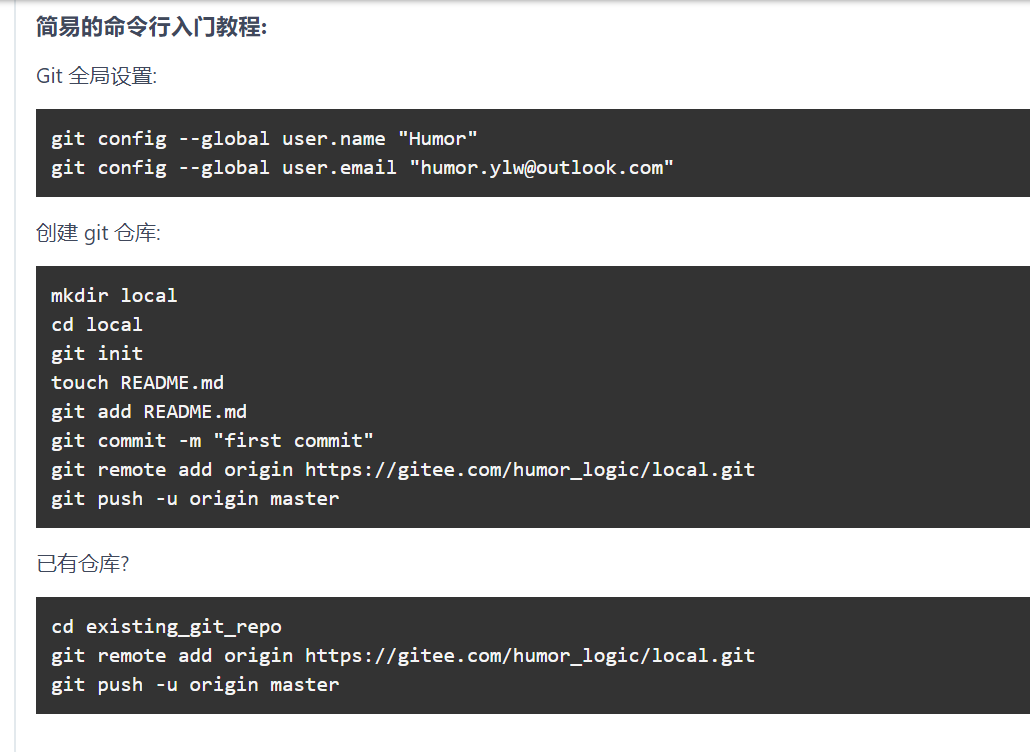 简易的命令行入门教程:
Git 全局设置:
git config --global user.name "Humor"
git config --global user.email "humor.ylw@outlook.com"
创建 git 仓库:
mkdir local
cd local
git init
touch README.md
git add README.md
git commit -m "first commit"
git remote add origin https://gitee.com/humor_logic/local.git
git push -u origin master
已有仓库?
cd existing_git_repo
git remote add origin https://gitee.com/humor_logic/local.git
git push -u origin master